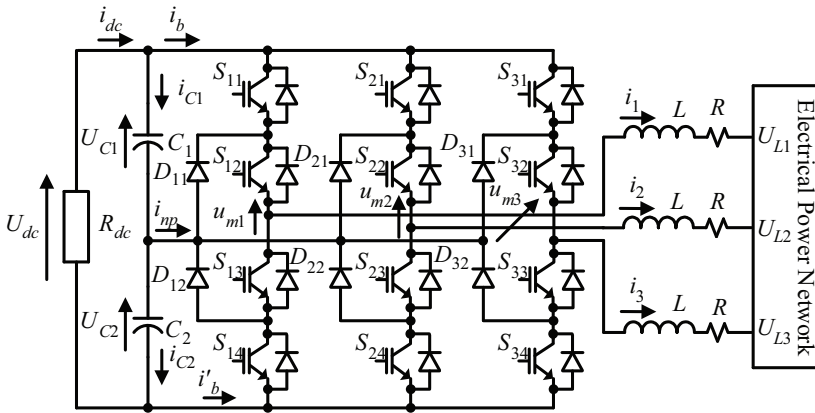 i_dc i_b
S_11 S_21 S_31
i_C1
i_1 L R
U_C1 C_1
U_L1
D_11 S_12 D_21 S_22 D_31 S_32
i_np u_m1 u_m2 u_m3
i_2 L R
U_dc R_dc
U_L2
D_12 S_13 D_22 S_23 D_32 S_33
i_3 L R
U_C2 C_2
U_L3
i_C2 S_14 S_24 S_34
i'_b
Electrical Power Network